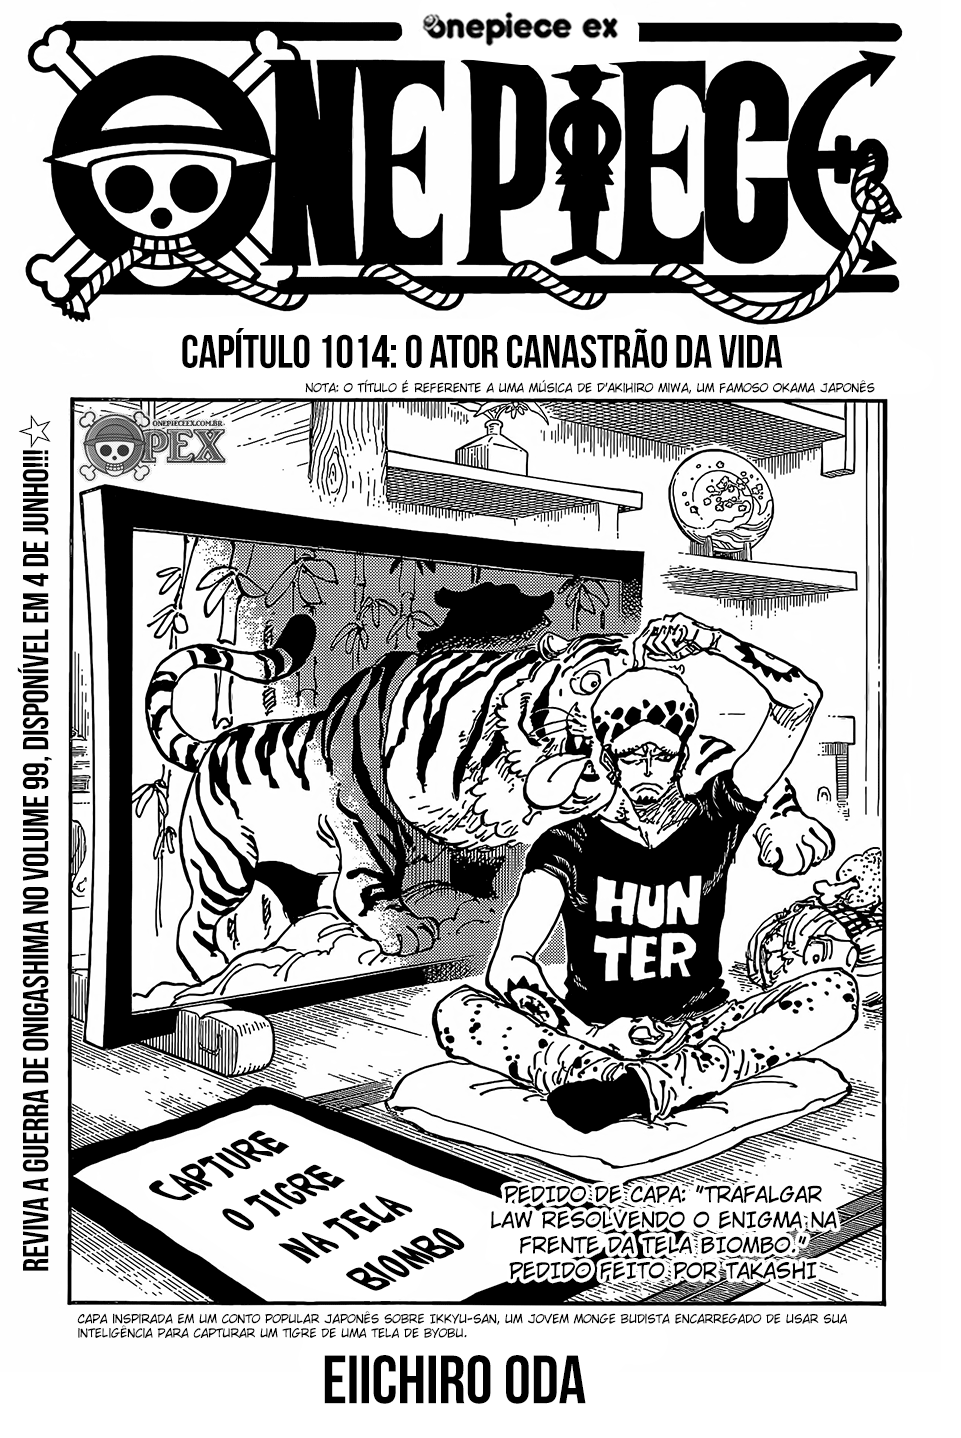 onepiece ex
ONE PIECE
CAPÍTULO 1014: O ATOR CANASTRÃO DA VIDA
NOTA: O TÍTULO É REFERENTE A UMA MÚSICA DE D'AKIHIRO MIWA, UM FAMOSO OKAMA JAPONÊS
REVIVA A GUERRA DE ONIGASHIMA NO VOLUME 99, DISPONÍVEL EM 4 DE JUNHO!!!
ONEPIECEEX.COM.BR
OPEX
HUN
TER
CAPTURE
O TIGRE
NA TELA
BIOMBO
PEDIDO DE CAPA: "TRAFALGAR
LAW RESOLVENDO O ENIGMA NA
FRENTE DA TELA BIOMBO."
PEDIDO FEITO POR TAKASHI
CAPA INSPIRADA EM UM CONTO POPULAR JAPONÊS SOBRE IKKYU-SAN, UM JOVEM MONGE BUDISTA ENCARREGADO DE USAR SUA
INTELIGÊNCIA PARA CAPTURAR UM TIGRE DE UMA TELA DE BYOBU.
EIICHIRO ODA